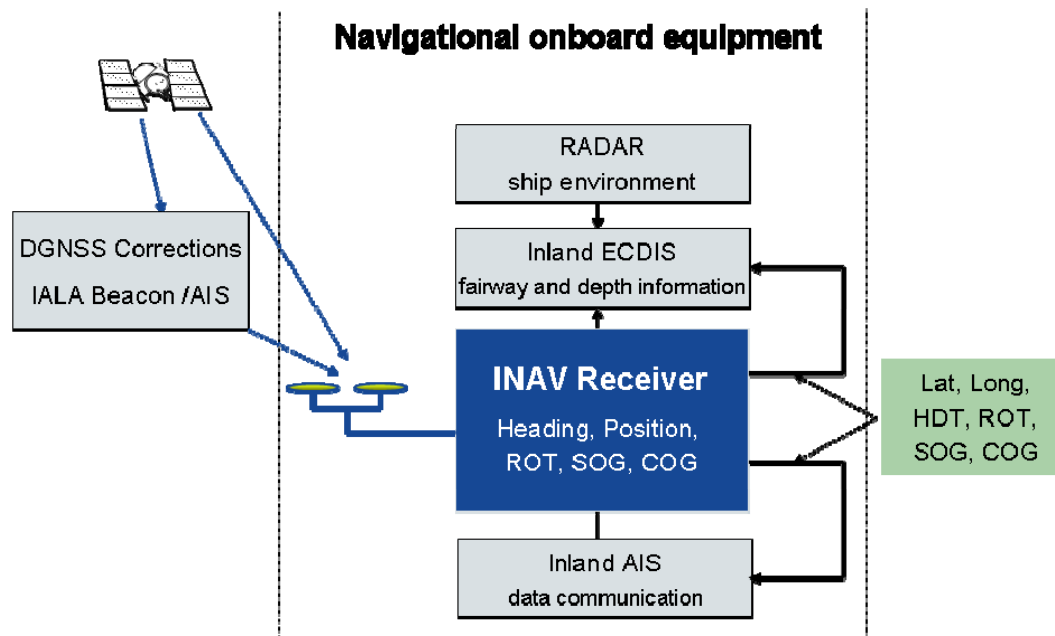 Navigational onboard equipment
RADAR
ship environment
DGNSS Corrections
IALA Beacon /AIS
Inland ECDIS
fairway and depth information
INAV Receiver
Heading, Position,
ROT, SOG, COG
Lat, Long,
HDT, ROT,
SOG, COG
Inland AIS
data communication